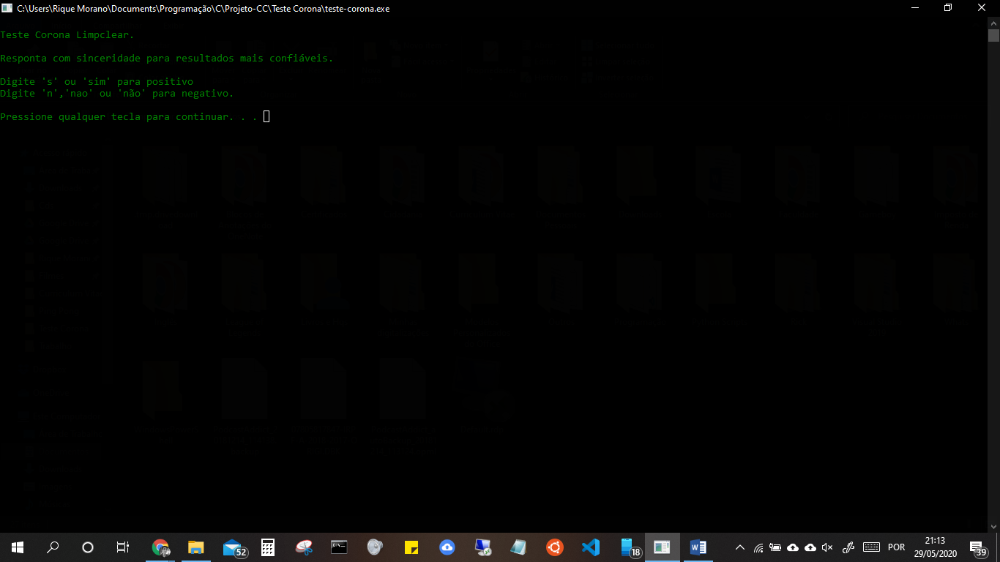 C:\Users\Rique Morano\Documents\Programação\C\Projeto-CC\Teste Corona\teste-corona.exe
Teste Corona Limpclear.
Responta com sinceridade para resultados mais confiáveis.
Digite 's' ou 'sim' para positivo
Digite 'n','nao' ou 'não' para negativo.
Pressione qualquer tecla para continuar. . .
52
18
POR
21:13
29/05/2020
39